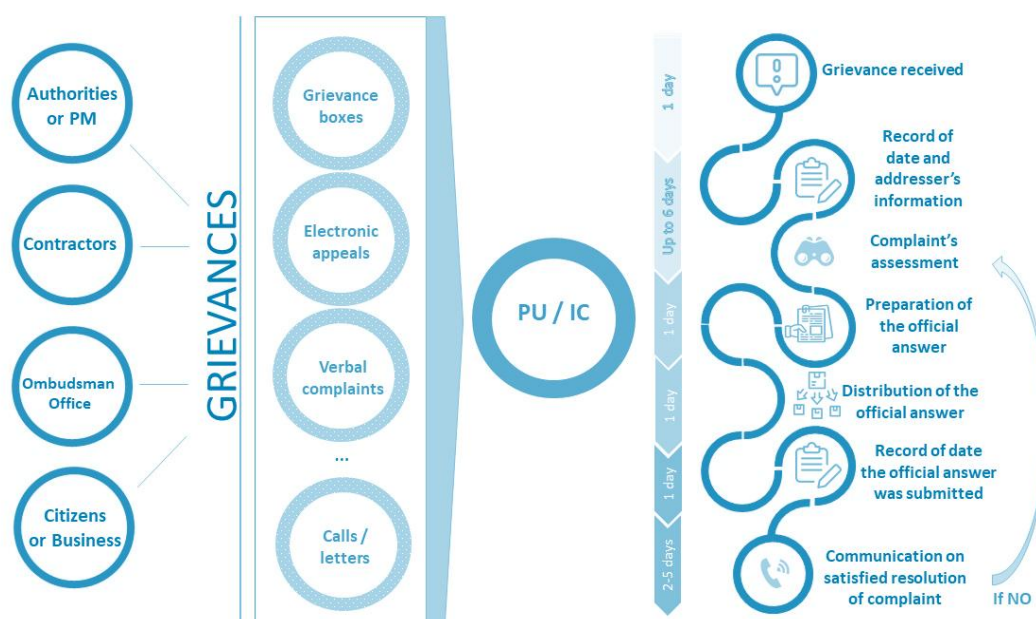 Authorities
or PM
Contractors
Ombudsman
Office
Citizens
or Business
GRIEVANCES
Grievance
boxes
Electronic
appeals
Verbal
complaints
...
Calls /
letters
PU / IC
1 day
Up to 6 days
1 day
1 day
1 day
2-5 days
Grievance received
Record of
date and
addresser's
information
Complaint's
assessment
Preparation of
the official
answer
Distribution of the
official answer
Record of date
the official answer
was submitted
Communication on
satisfied resolution
of complaint
If NO